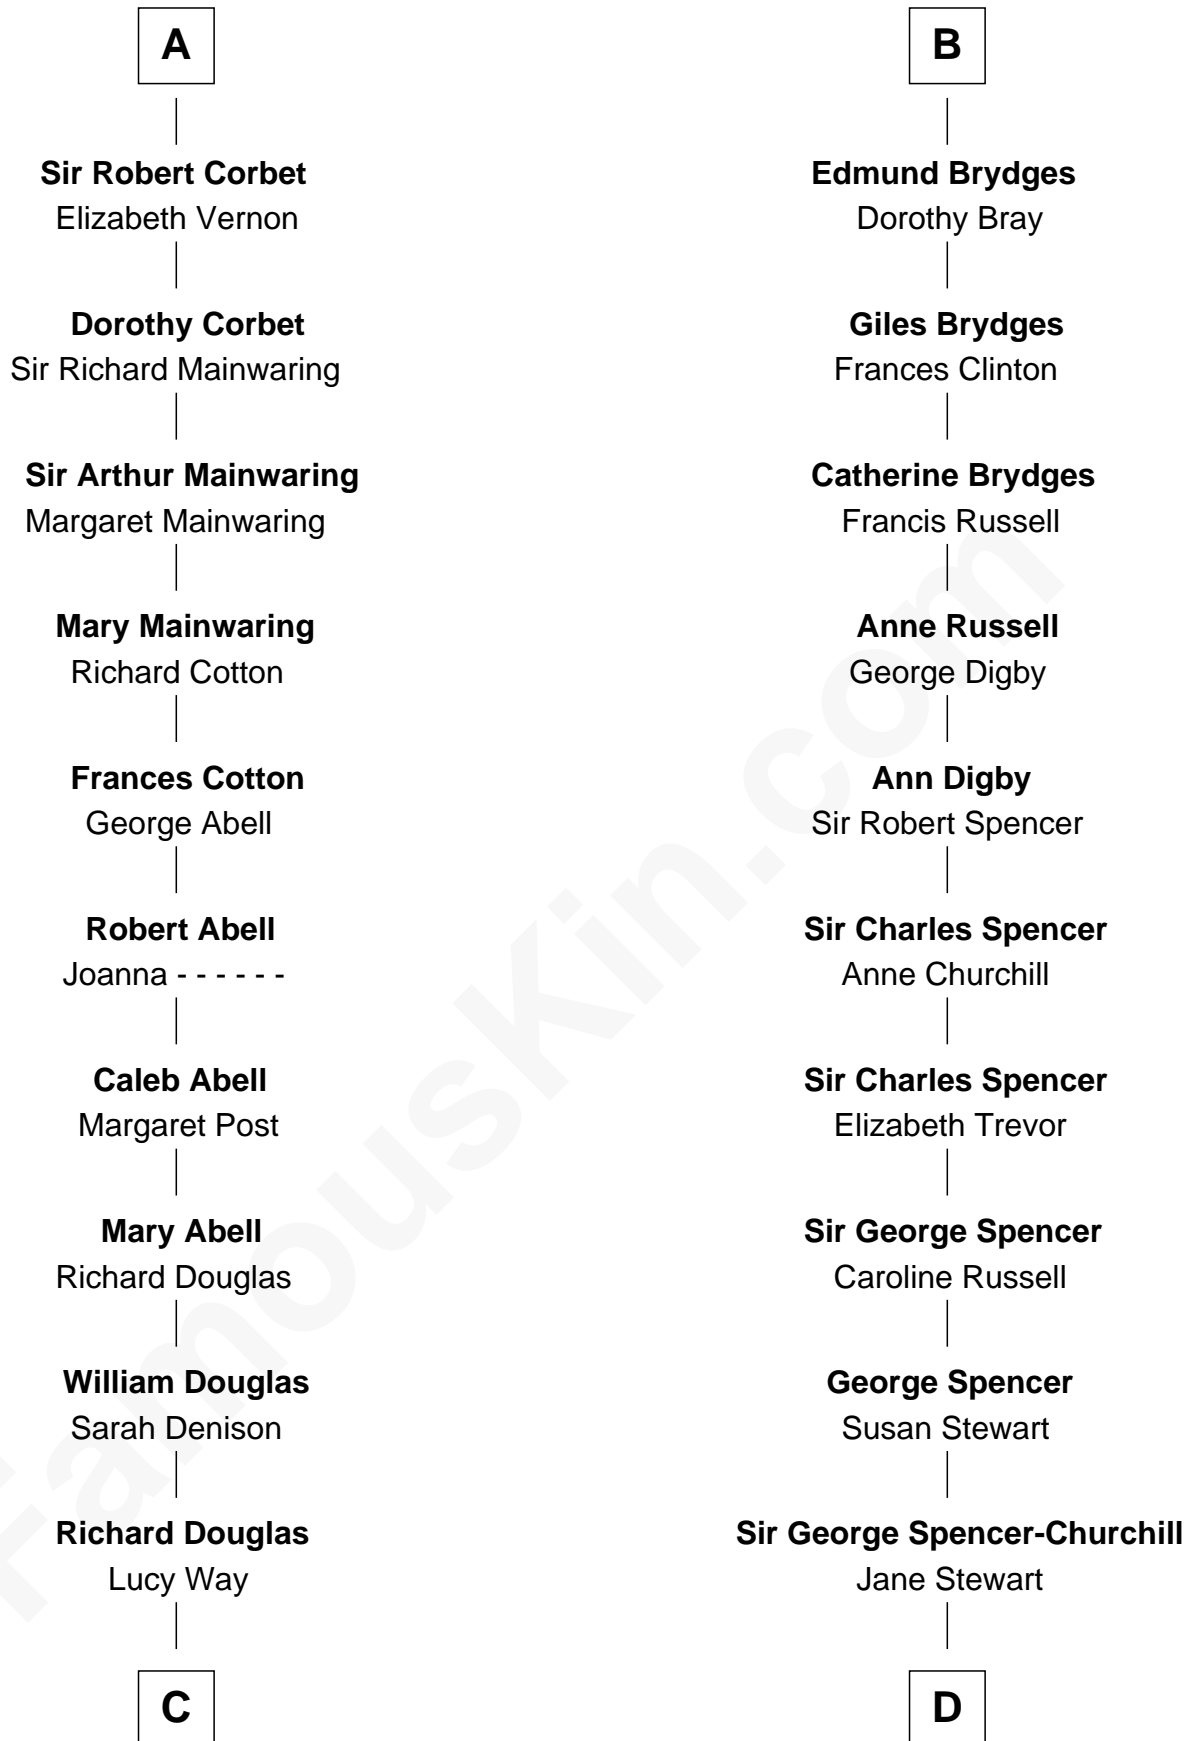 A
Sir Robert Corbet
Elizabeth Vernon
Dorothy Corbet
Sir Richard Mainwaring
Sir Arthur Mainwaring
Margaret Mainwaring
Mary Mainwaring
Richard Cotton
Frances Cotton
George Abell
Robert Abell
Joanna - - - - - -
Caleb Abell
Margaret Post
Mary Abell
Richard Douglas
William Douglas
Sarah Denison
Richard Douglas
Lucy Way
C
B
Edmund Brydges
Dorothy Bray
Giles Brydges
Frances Clinton
Catherine Brydges
Francis Russell
Anne Russell
George Digby
Ann Digby
Sir Robert Spencer
Sir Charles Spencer
Anne Churchill
Sir Charles Spencer
Elizabeth Trevor
Sir George Spencer
Caroline Russell
George Spencer
Susan Stewart
Sir George Spencer-Churchill
Jane Stewart
D
FamousKin.com